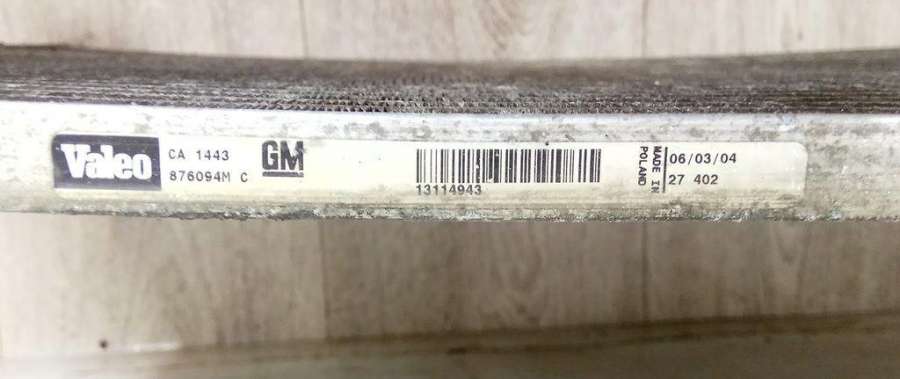 Valeo
CA 1443
876094M C
GM
13114943
MADE IN
POLAND
06/03/04
27 402